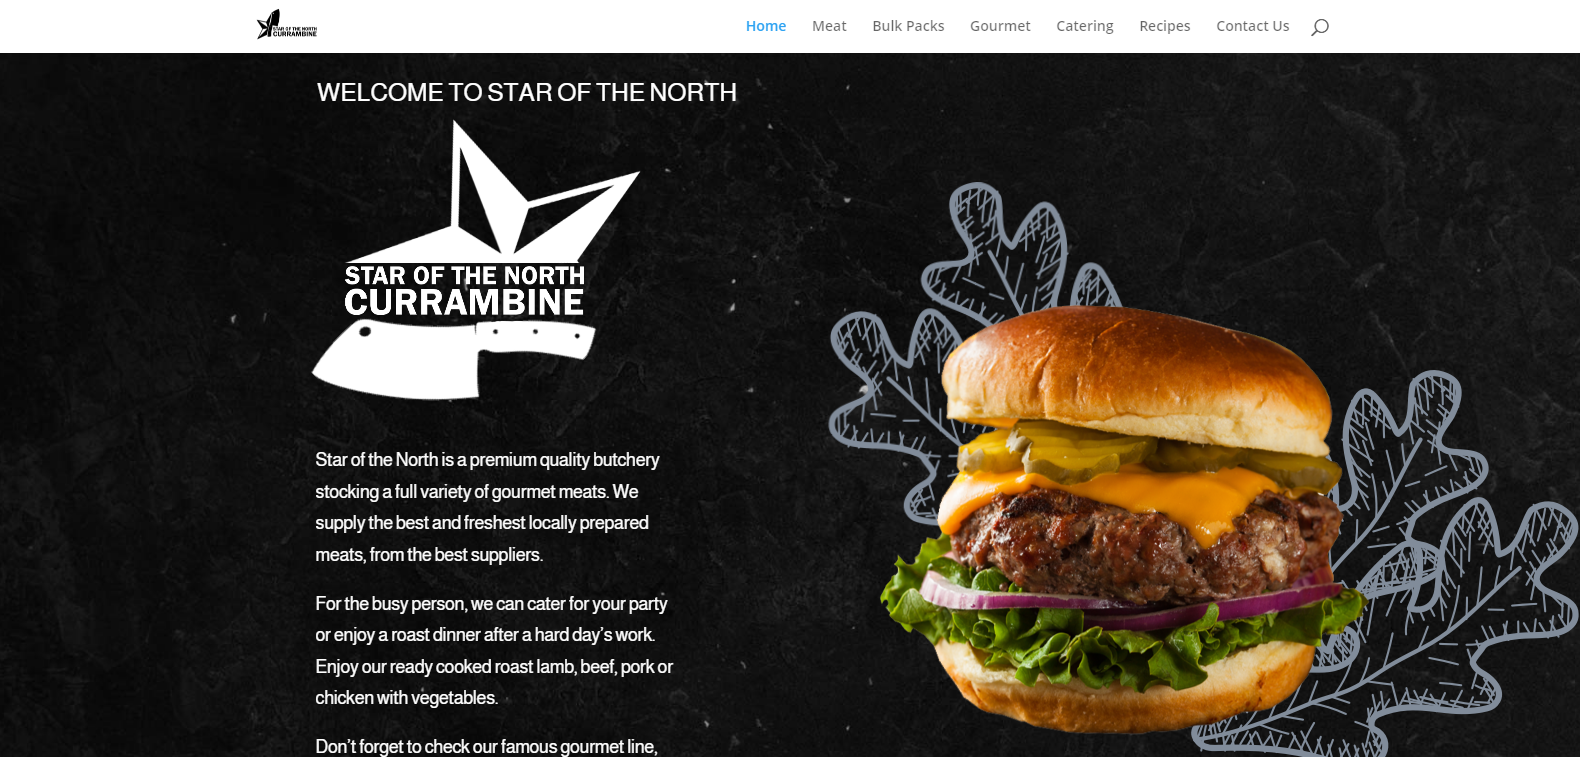 STAR OF THE NORTH
CURRAMBINE
Home Meat Bulk Packs Gourmet Catering Recipes Contact Us
WELCOME TO STAR OF THE NORTH
STAR OF THE NORTH
CURRAMBINE
Star of the North is a premium quality butchery
stocking a full variety of gourmet meats. We
supply the best and freshest locally prepared
meats, from the best suppliers.
For the busy person, we can cater for your party
or enjoy a roast dinner after a hard day’s work.
Enjoy our ready cooked roast lamb, beef, pork or
chicken with vegetables.
Don’t forget to check our famous gourmet line,